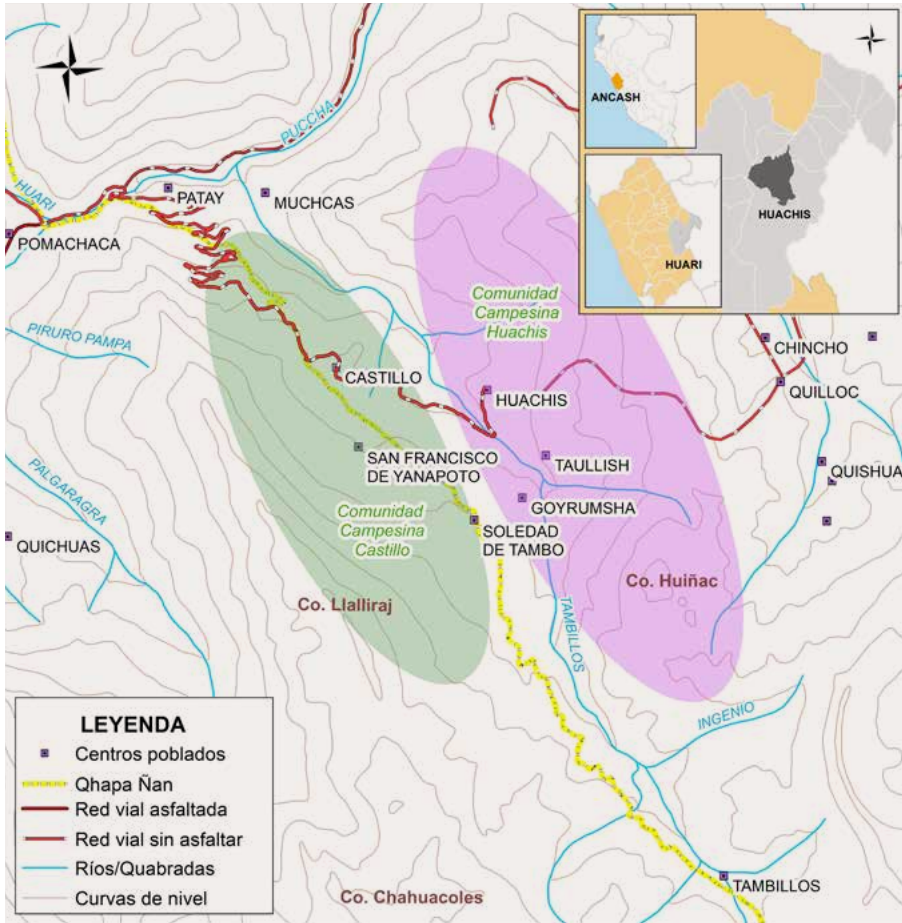 ANCASH
HUARI
HUACHIS
PUCCHA
HUARI
PATAY
MUCHCAS
POMACHACA
Comunidad
Campesina
Huachis
PIRURO PAMPA
CHINCHO
CASTILLO
QUILLOC
HUACHIS
SAN FRANCISCO
DE YANAPOTO
TAULLISH
QUISHUA
PALGARAGRA
GOYRUMSHA
Comunidad
Campesina
Castillo
SOLEDAD
DE TAMBO
QUICHUAS
Co. Huiñac
Co. Llalliraj
TAMBILLOS
INGENIO
LEYENDA
Centros poblados
Qhapa Ñan
Red vial asfaltada
Red vial sin asfaltar
Ríos/Quabradas
Curvas de nivel
TAMBILLOS
Co. Chahuacoles